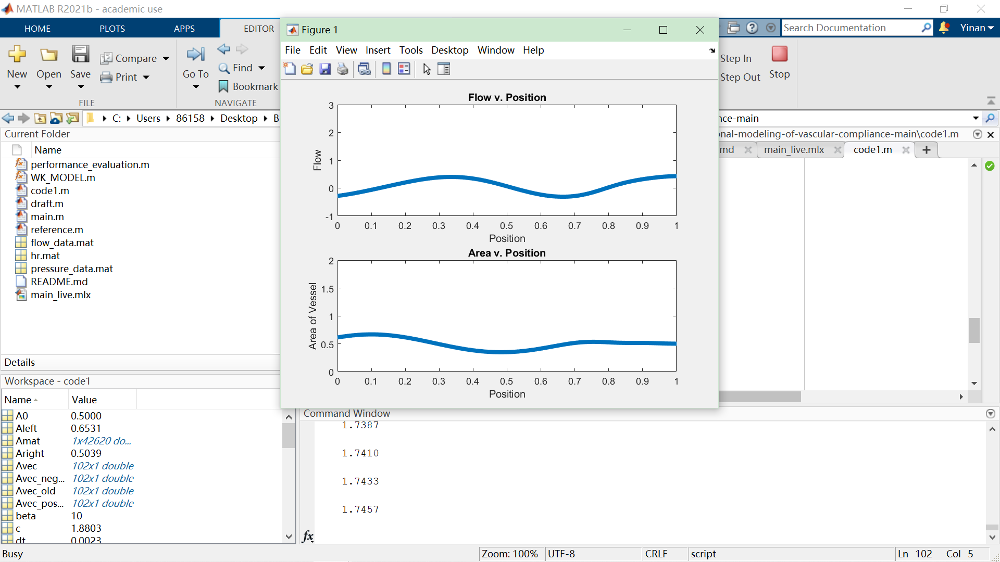 MATLAB R2021b - academic use
HOME
PLOTS
APPS
EDITOR
Search Documentation
Yinan
New
Open
Save
Compare
Print
FILE
Go To
Find
Bookmark
NAVIGATE
Step In
Step Out
Stop
C:
Users
86158
Desktop
B
nce-main
Current Folder
Name
performance_evaluation.m
WK_MODEL.m
code1.m
draft.m
main.m
reference.m
flow_data.mat
hr.mat
pressure_data.mat
README.md
main_live.mlx
Details
Workspace - code1
Name
Value
A0 0.5000
Aleft 0.6531
Amat 1x42620 do...
Aright 0.5039
Avec 102x1 double
Avec_neg... 102x1 double
Avec_old 102x1 double
Avec_pos... 102x1 double
beta 10
c 1.8803
dt 0.0023
Busy
Figure 1
File Edit View Insert Tools Desktop Window Help
Flow v. Position
3
2
1
0
-1
Flow
0 0.1 0.2 0.3 0.4 0.5 0.6 0.7 0.8 0.9 1
Position
Area v. Position
2
1.5
1
0.5
0
Area of Vessel
0 0.1 0.2 0.3 0.4 0.5 0.6 0.7 0.8 0.9 1
Position
onal-modeling-of-vascular-compliance-main\code1.m
md
main_live.mlx
code1.m
Command Window
1.7387
1.7410
1.7433
1.7457
fx
Zoom: 100%
UTF-8
CRLF
script
Ln 102 Col 5